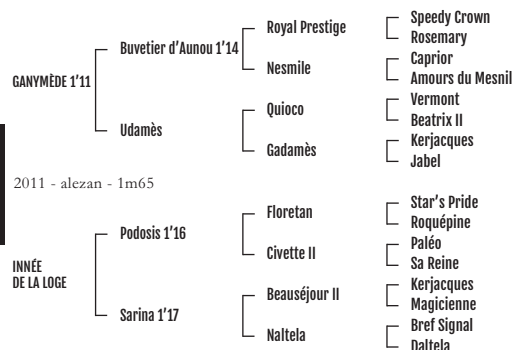 Speedy Crown
Royal Prestige
Rosemary
Buvetier d'Aunou 1'14
Caprior
Nesmile
Amours du Mesnil
GANYMÈDE 1'11
Vermont
Quioco
Beatrix II
Udamès
Kerjacques
Gadamès
Jabel
2011 - alezan - 1m65
Star's Pride
Floretan
Roquépine
Podosis 1'16
Paléo
Civette II
Sa Reine
INNÉE
DE LA LOGE
Kerjacques
Beauséjour II
Magicienne
Sarina 1'17
Bref Signal
Naltela
Daltela